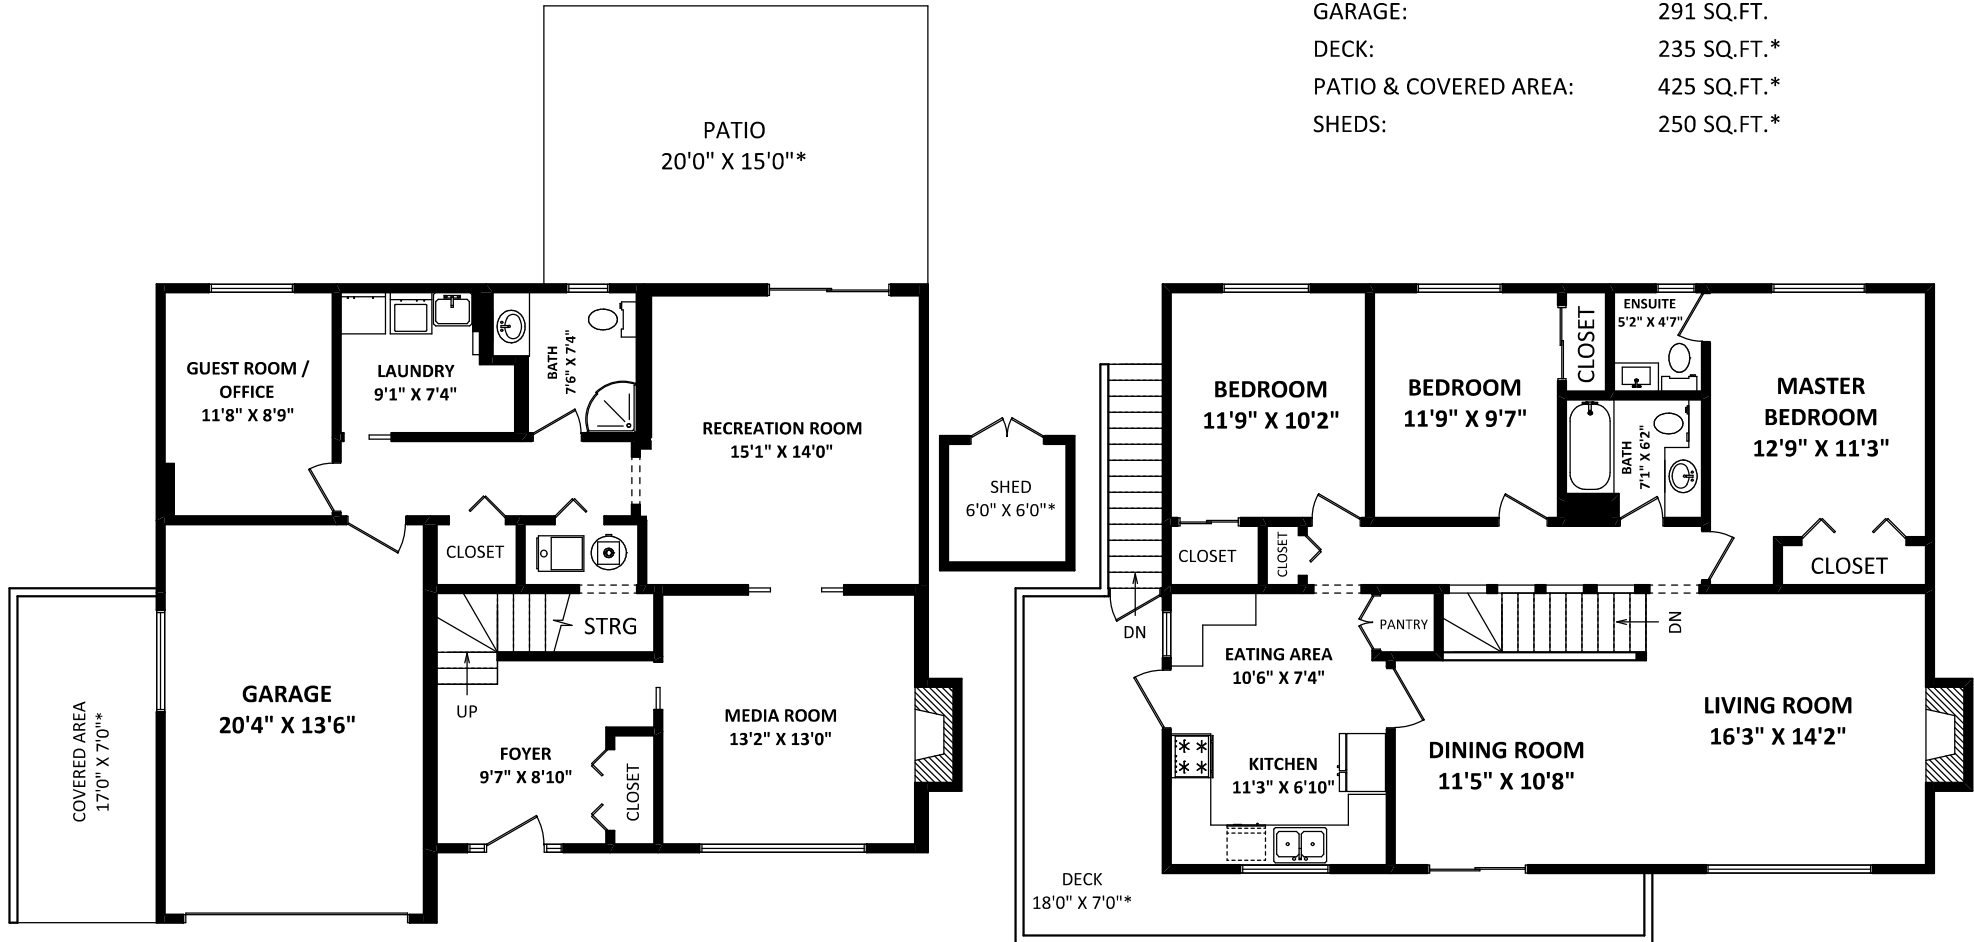 GARAGE: 291 SQ.FT.
DECK: 235 SQ.FT.*
PATIO & COVERED AREA: 425 SQ.FT.*
SHEDS: 250 SQ.FT.*
PATIO
20'0" X 15'0"*
GUEST ROOM /
OFFICE
11'8" X 8'9"
LAUNDRY
9'1" X 7'4"
BATH
7'6" X 7'4"
RECREATION ROOM
15'1" X 14'0"
SHED
6'0" X 6'0"*
CLOSET
STRG
UP
GARAGE
20'4" X 13'6"
COVERED AREA
17'0" X 7'0"*
FOYER
9'7" X 8'10"
CLOSET
MEDIA ROOM
13'2" X 13'0"
BEDROOM
11'9" X 10'2"
BEDROOM
11'9" X 9'7"
CLOSET
ENSUITE
5'2" X 4'7"
MASTER
BEDROOM
12'9" X 11'3"
BATH
7'1" X 6'2"
CLOSET
CLOSET
CLOSET
DN
PANTRY
DN
EATING AREA
10'6" X 7'4"
LIVING ROOM
16'3" X 14'2"
DINING ROOM
11'5" X 10'8"
KITCHEN
11'3" X 6'10"
DECK
18'0" X 7'0"*